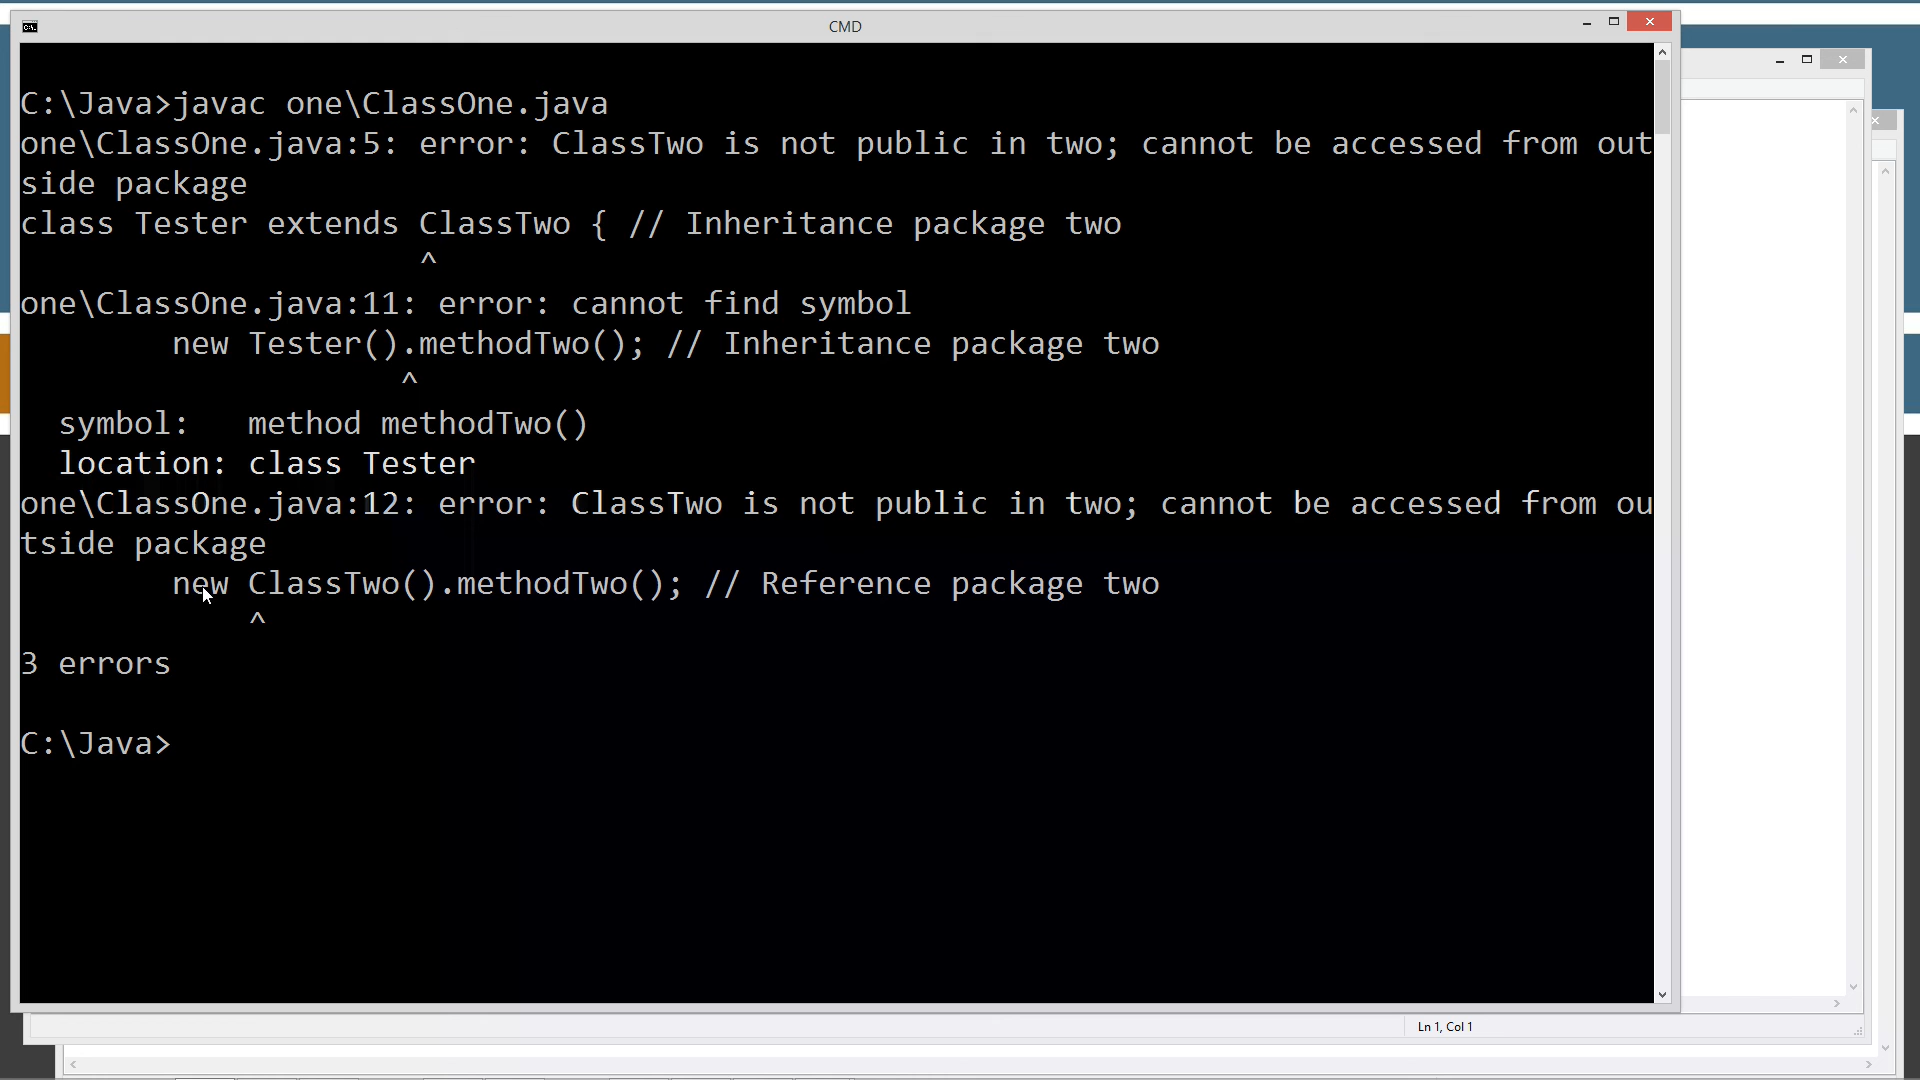 CMD
C:\Java>javac one\ClassOne.java
one\ClassOne.java:5: error: ClassTwo is not public in two; cannot be accessed from out
side package
class Tester extends ClassTwo { // Inheritance package two
^
one\ClassOne.java:11: error: cannot find symbol
new Tester().methodTwo(); // Inheritance package two
^
symbol:   method methodTwo()
location: class Tester
one\ClassOne.java:12: error: ClassTwo is not public in two; cannot be accessed from ou
tside package
new ClassTwo().methodTwo(); // Reference package two
^
3 errors
C:\Java>
Ln 1, Col 1